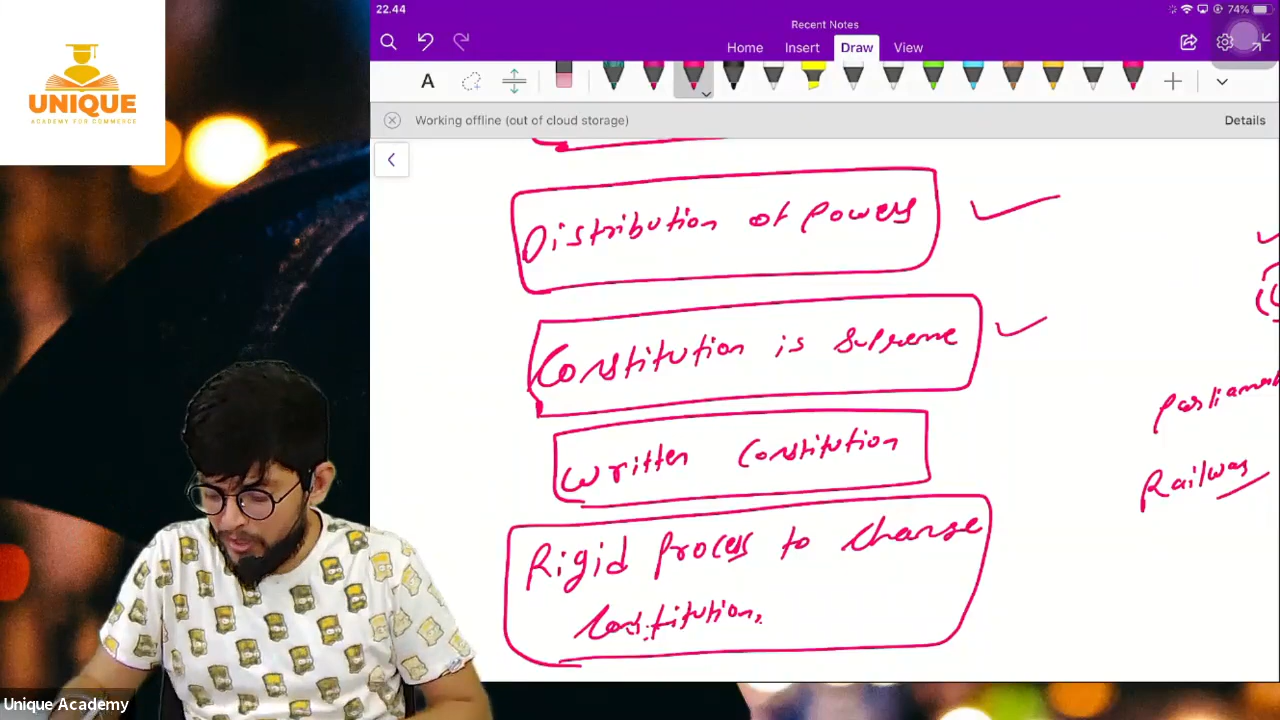 UNIQUE
ACADEMY FOR COMMERCE
22.44
74%
Recent Notes
Home Insert Draw View
A
Working offline (out of cloud storage)
Details
Distribution of Powers
Constitution is Supreme
Written Constitution
Rigid Process to Change
Constitution.
Parliament
Railways
Unique Academy